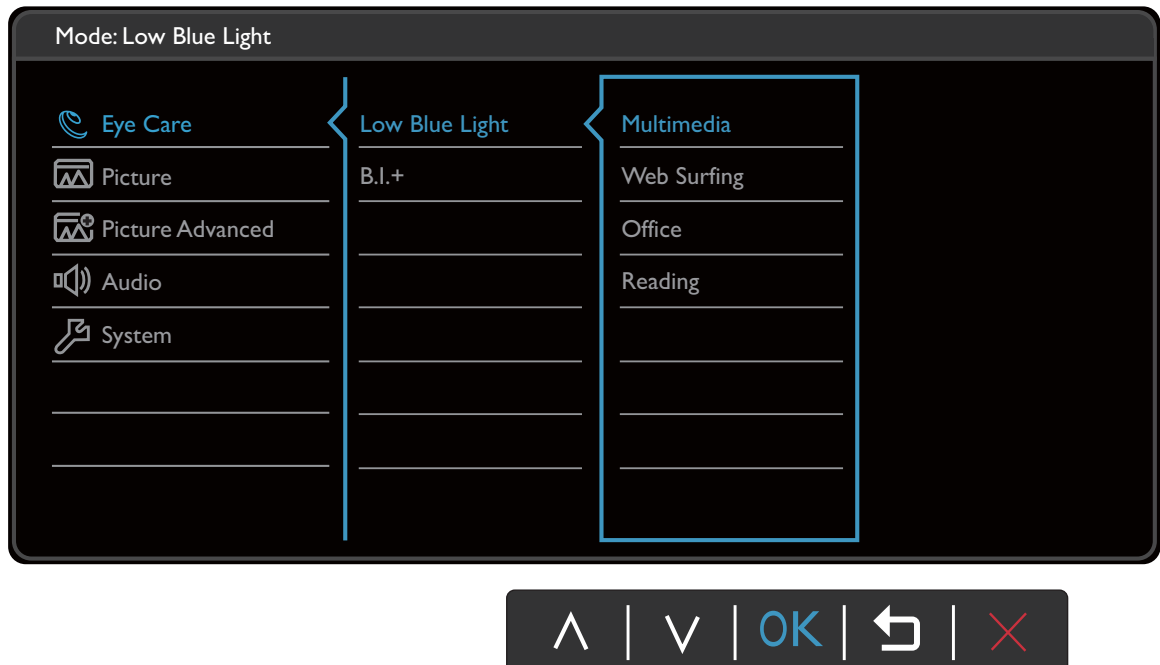 Mode: Low Blue Light
Eye Care
Picture
Picture Advanced
Audio
System
Low Blue Light
B.I.+
Multimedia
Web Surfing
Office
Reading
OK